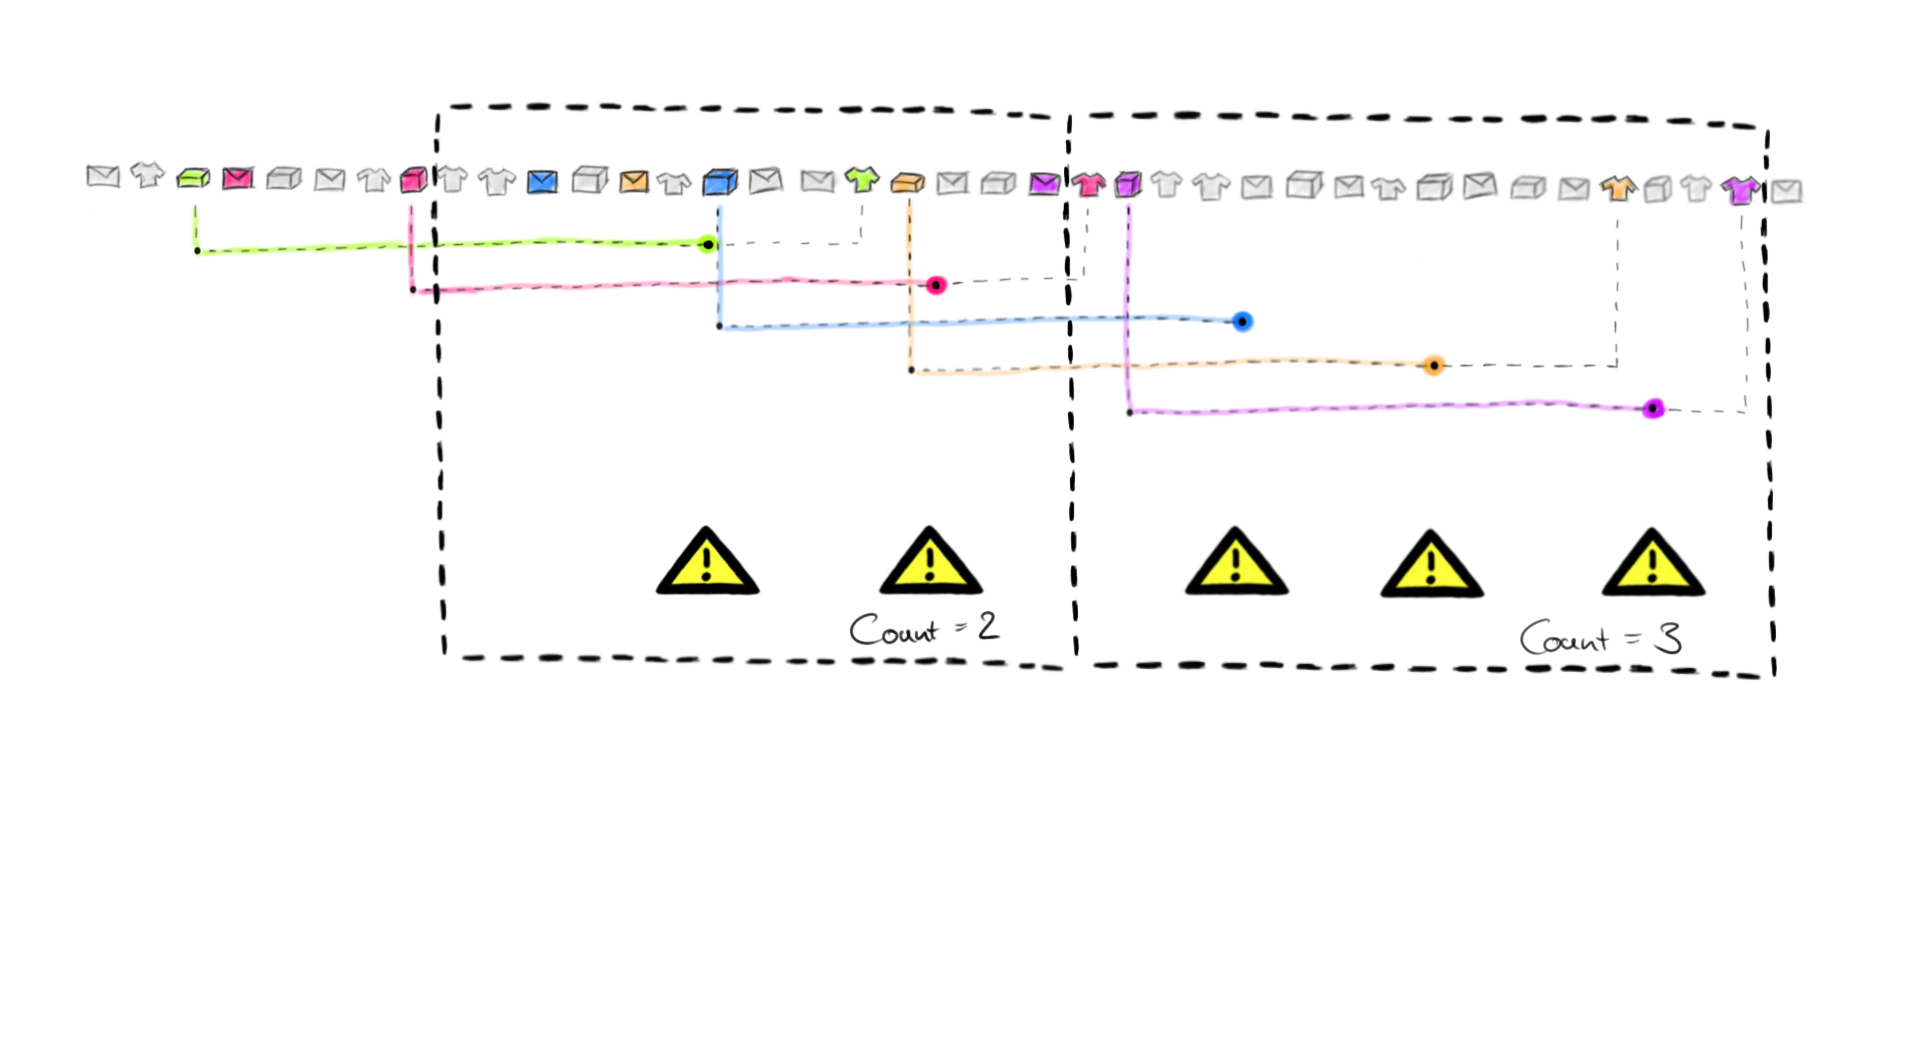 Count = 2
Count = 3